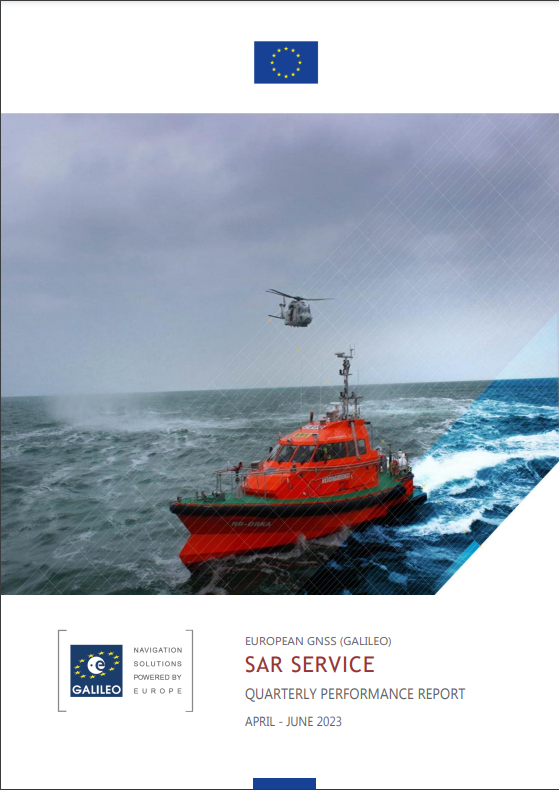 GALILEO
NAVIGATION
SOLUTIONS
POWERED BY
EUROPE
EUROPEAN GNSS (GALILEO)
SAR SERVICE
QUARTERLY PERFORMANCE REPORT
APRIL - JUNE 2023